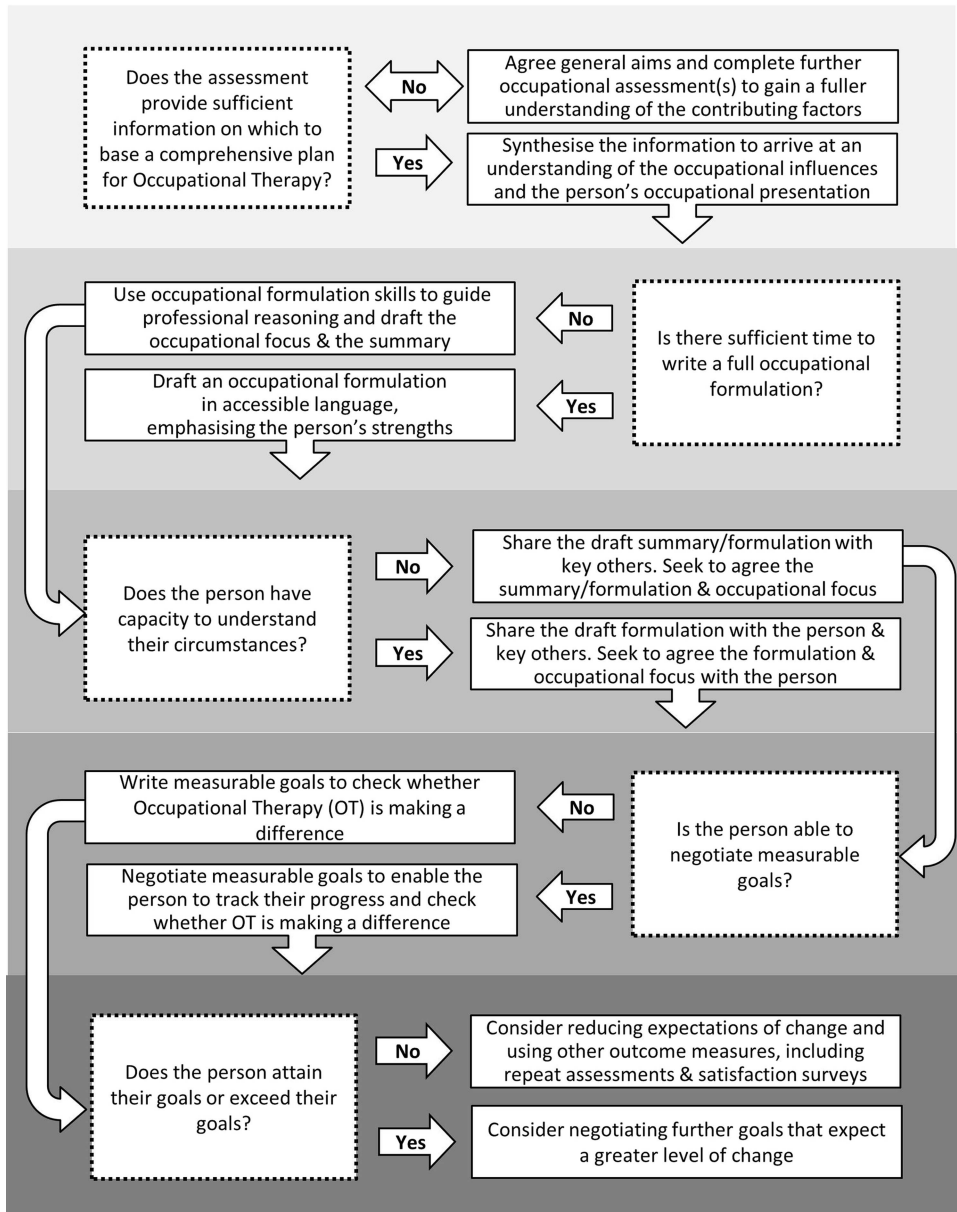 Does the assessment
provide sufficient
information on which to
base a comprehensive plan
for Occupational Therapy?
No
Agree general aims and complete further
occupational assessment(s) to gain a fuller
understanding of the contributing factors
Yes
Synthesise the information to arrive at an
understanding of the occupational influences
and the person's occupational presentation
Is there sufficient time to
write a full occupational
formulation?
No
Use occupational formulation skills to guide
professional reasoning and draft the
occupational focus & the summary
Yes
Draft an occupational formulation
in accessible language,
emphasising the person's strengths
Does the person have
capacity to understand
their circumstances?
No
Share the draft summary/formulation with
key others. Seek to agree the
summary/formulation & occupational focus
Yes
Share the draft formulation with the person &
key others. Seek to agree the formulation &
occupational focus with the person
Is the person able to
negotiate measurable
goals?
No
Write measurable goals to check whether
Occupational Therapy (OT) is making a
difference
Yes
Negotiate measurable goals to enable the
person to track their progress and check
whether OT is making a difference
Does the person attain
their goals or exceed their
goals?
No
Consider reducing expectations of change and
using other outcome measures, including
repeat assessments & satisfaction surveys
Yes
Consider negotiating further goals that expect
a greater level of change